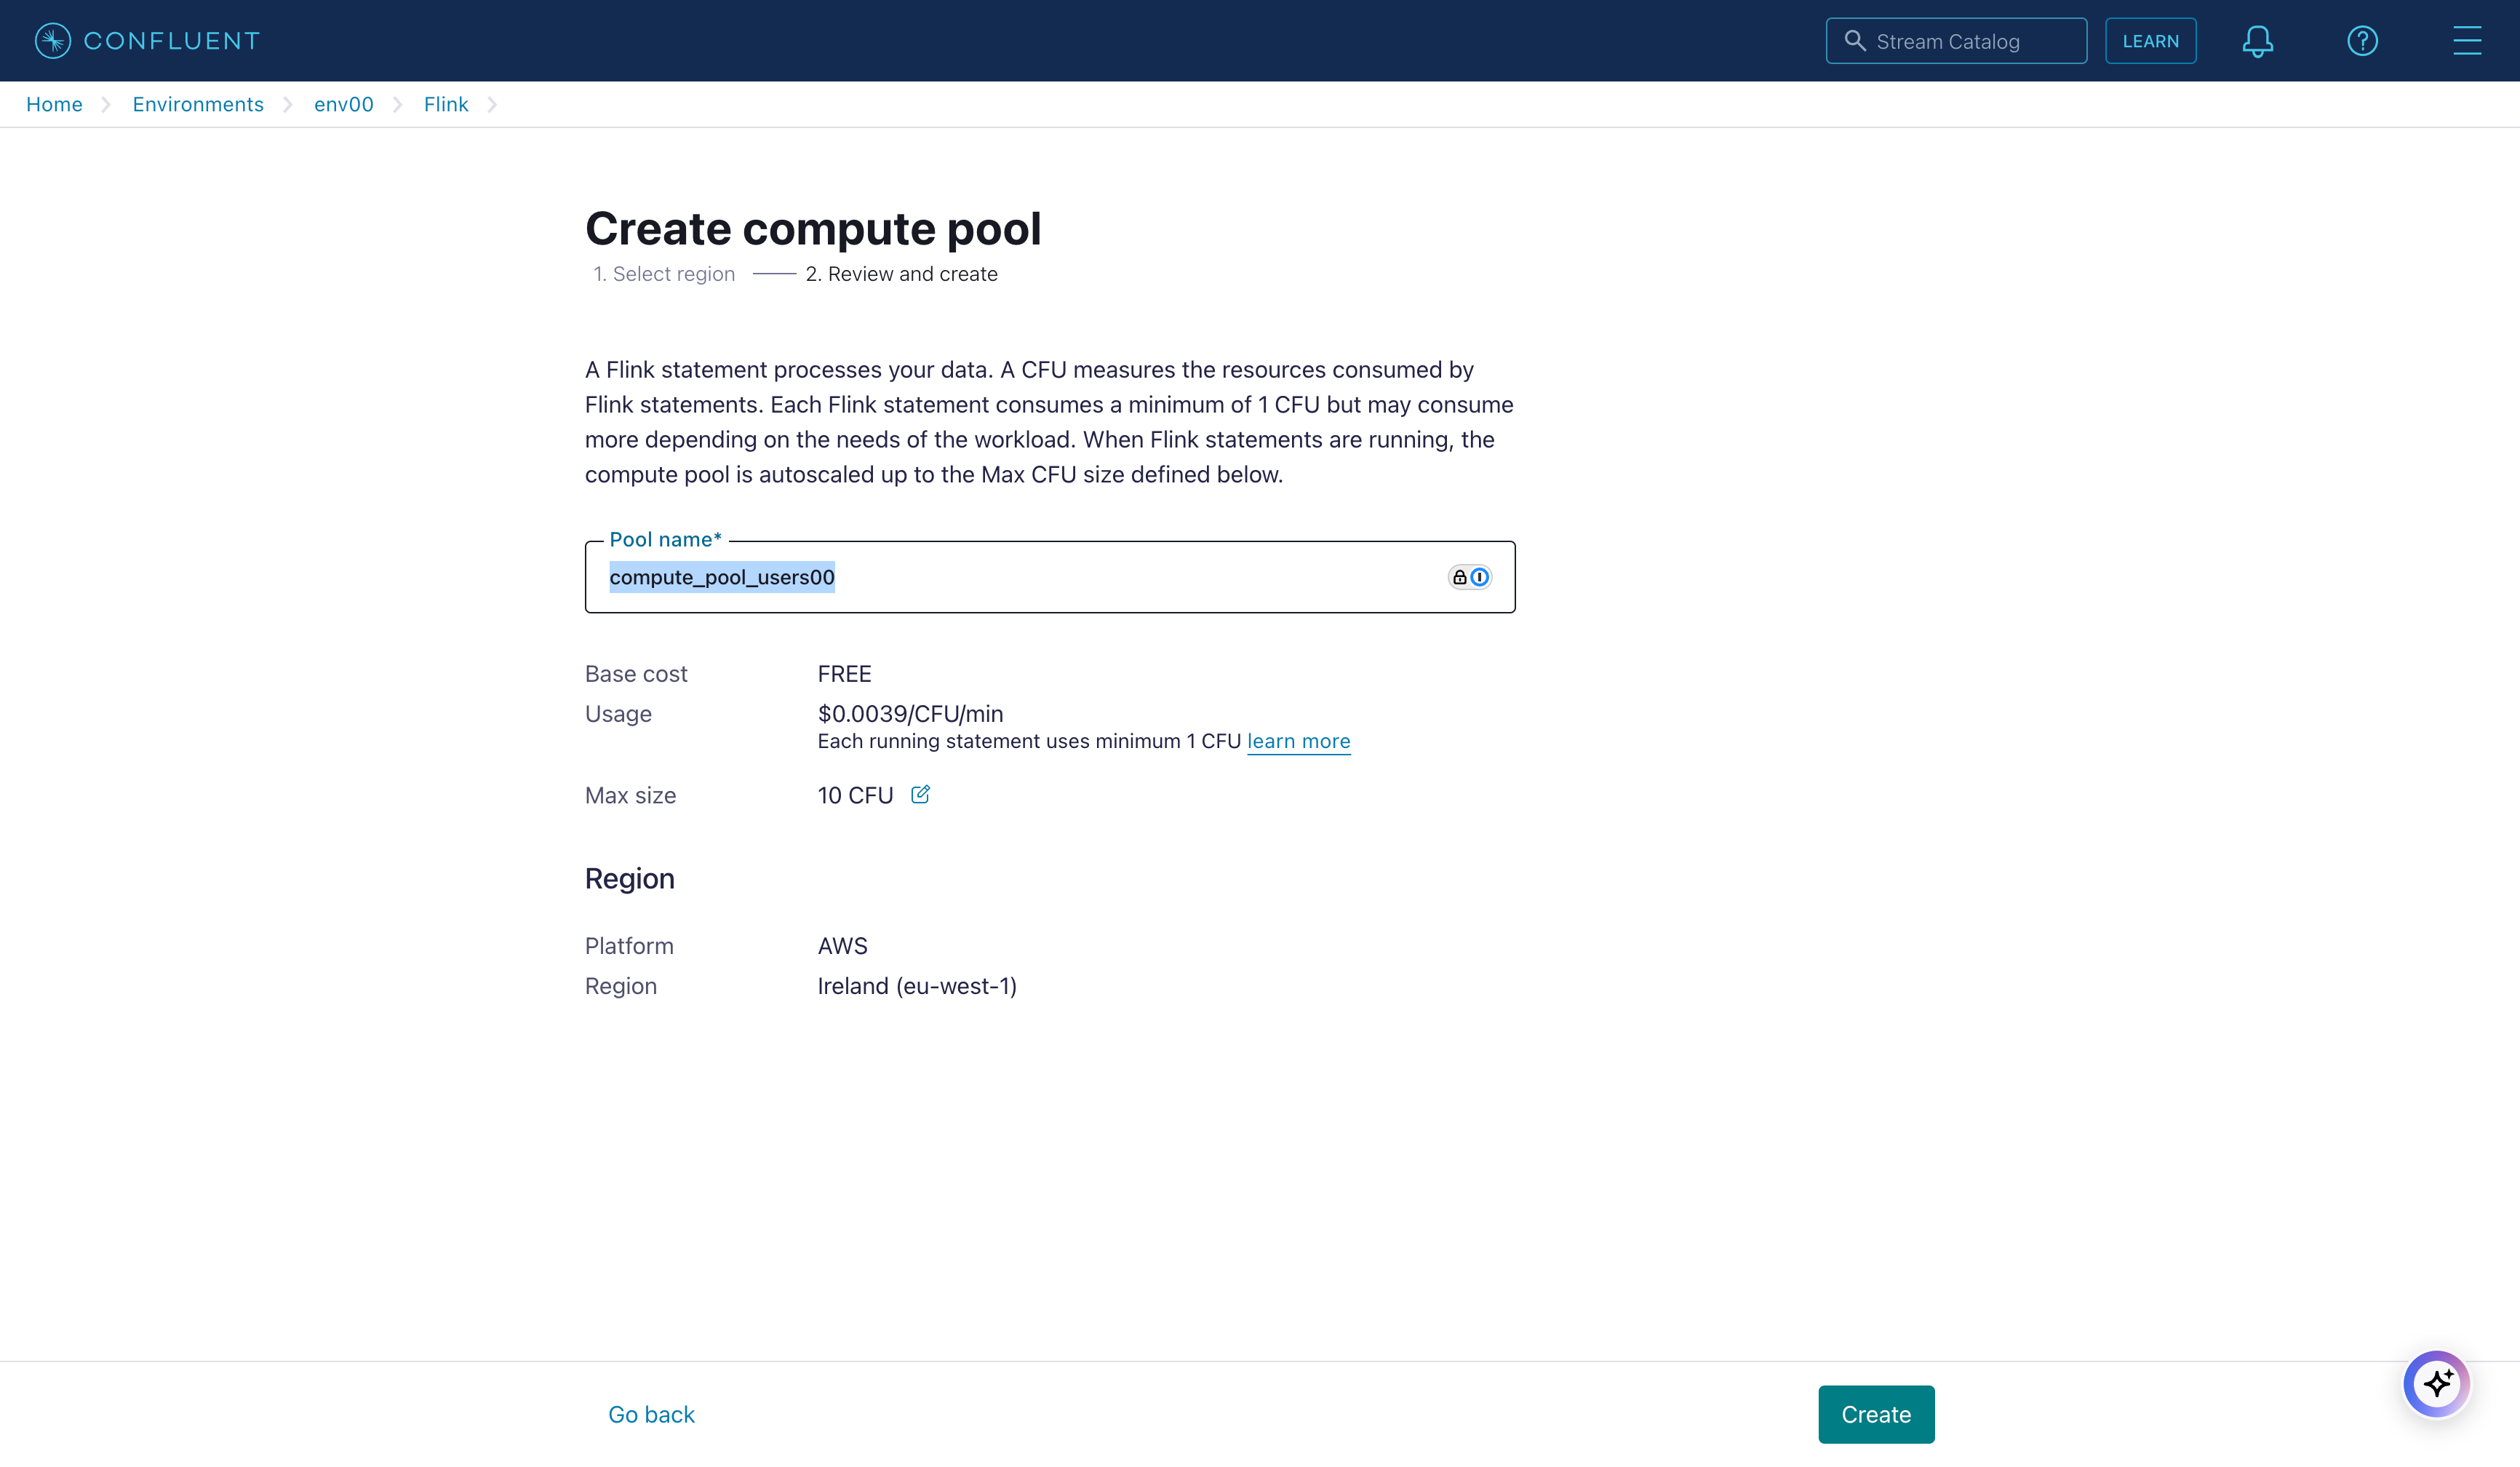 CONFLUENT
Stream Catalog
LEARN
Home
Environments
env00
Flink
Create compute pool
1. Select region
2. Review and create
A Flink statement processes your data. A CFU measures the resources consumed by
Flink statements. Each Flink statement consumes a minimum of 1 CFU but may consume
more depending on the needs of the workload. When Flink statements are running, the
compute pool is autoscaled up to the Max CFU size defined below.
Pool name*
compute_pool_users00
Base cost FREE
Usage $0.0039/CFU/min
Each running statement uses minimum 1 CFU learn more
Max size 10 CFU
Region
Platform AWS
Region Ireland (eu-west-1)
Go back
Create